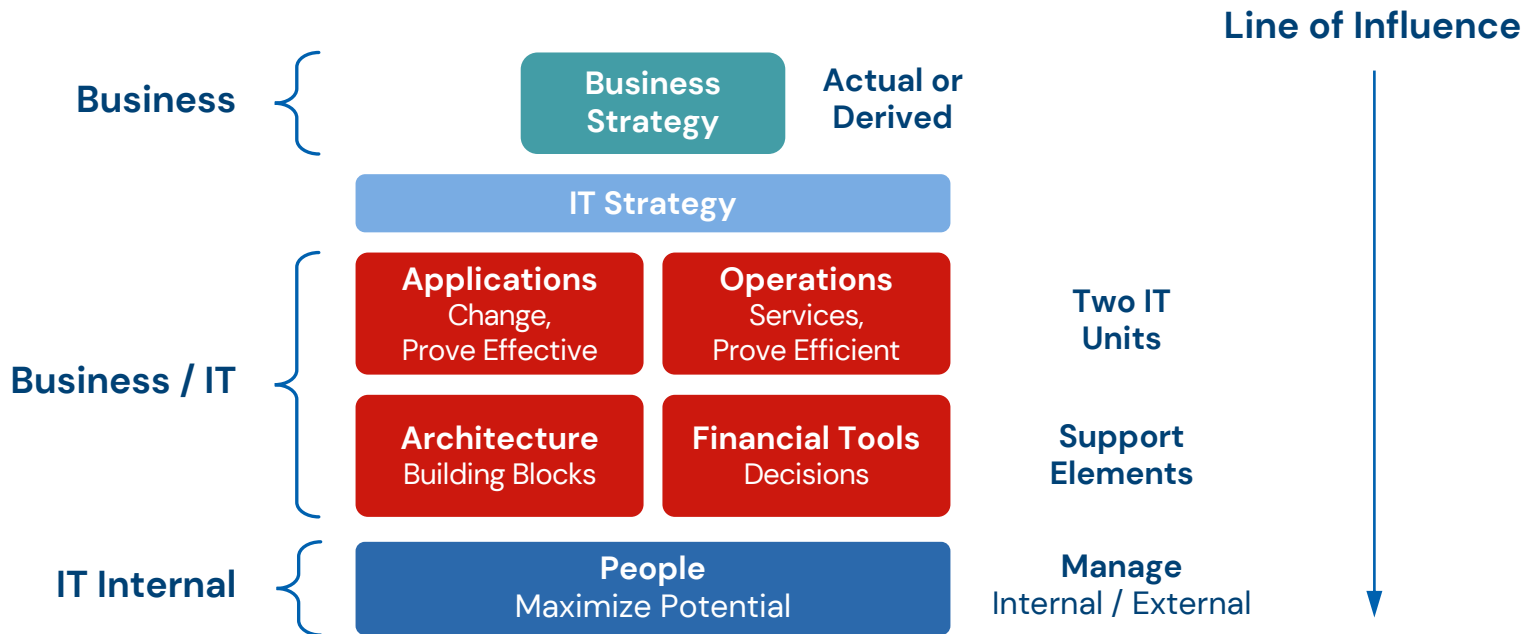 Line of Influence
Business
Business
Strategy
Actual or
Derived
IT Strategy
Business / IT
Applications
Change,
Prove Effective
Operations
Services,
Prove Efficient
Two IT
Units
Architecture
Building Blocks
Financial Tools
Decisions
Support
Elements
IT Internal
People
Maximize Potential
Manage
Internal / External